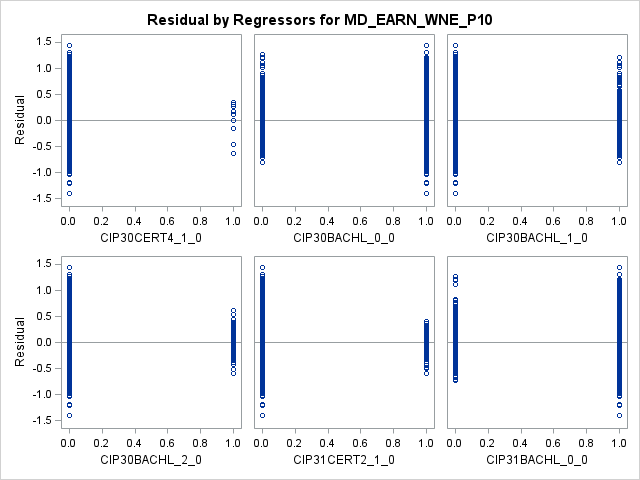 Residual by Regressors for MD_EARN_WNE_P10
1.5
1.0
0.5
0.0
-0.5
-1.0
-1.5
Residual
0.0 0.2 0.4 0.6 0.8 1.0
CIP30CERT4_1_0
0.0 0.2 0.4 0.6 0.8 1.0
CIP30BACHL_0_0
0.0 0.2 0.4 0.6 0.8 1.0
CIP30BACHL_1_0
1.5
1.0
0.5
0.0
-0.5
-1.0
-1.5
Residual
0.0 0.2 0.4 0.6 0.8 1.0
CIP30BACHL_2_0
0.0 0.2 0.4 0.6 0.8 1.0
CIP31CERT2_1_0
0.0 0.2 0.4 0.6 0.8 1.0
CIP31BACHL_0_0